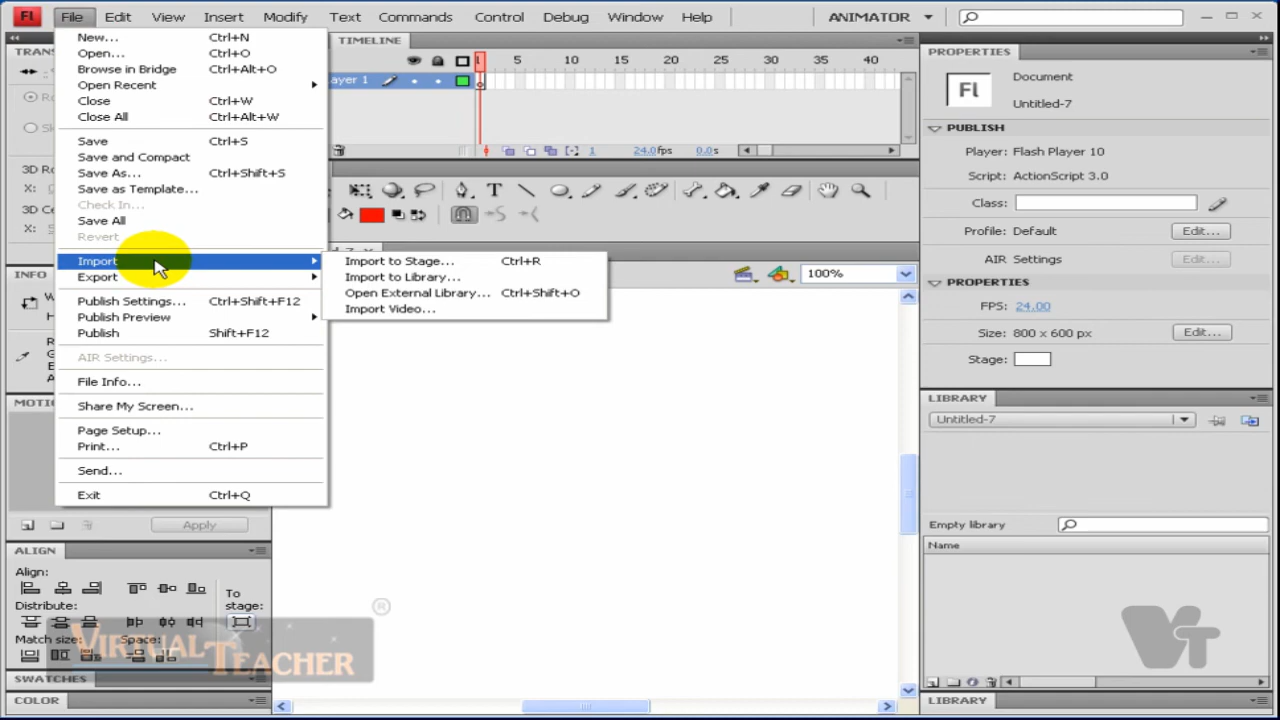 Fl File Edit View Insert Modify Text Commands Control Debug Window Help ANIMATOR
New... Ctrl+N
Open... Ctrl+O
Browse in Bridge Ctrl+Alt+O
Open Recent
Close Ctrl+W
Close All Ctrl+Alt+W
Save Ctrl+S
Save and Compact
Save As... Ctrl+Shift+S
Save as Template...
Check In...
Save All
Revert
Import
Export
Publish Settings... Ctrl+Shift+F12
Publish Preview
Publish Shift+F12
AIR Settings...
File Info...
Share My Screen...
Page Setup...
Print... Ctrl+P
Send...
Exit Ctrl+Q
Import to Stage... Ctrl+R
Import to Library...
Open External Library... Ctrl+Shift+O
Import Video...
TRANS
3D Ro
X:
3D Ce
X:
INFO
W
H
MOTIO
Apply
ALIGN
Align:
To
stage:
Distribute:
Match size: Space:
SWATCHES
COLOR
TIMELINE
1 5 10 15 20 25 30 35 40
ayer 1
1 24.0fps 0.0s
100%
PROPERTIES
Fl
Document
Untitled-7
PUBLISH
Player: Flash Player 10
Script: ActionScript 3.0
Class:
Profile: Default Edit...
AIR Settings Edit...
PROPERTIES
FPS: 24.00
Size: 800 x 600 px Edit...
Stage:
LIBRARY
Untitled-7
Empty library
Name
LIBRARY
VIRTUAL TEACHER ®
VT